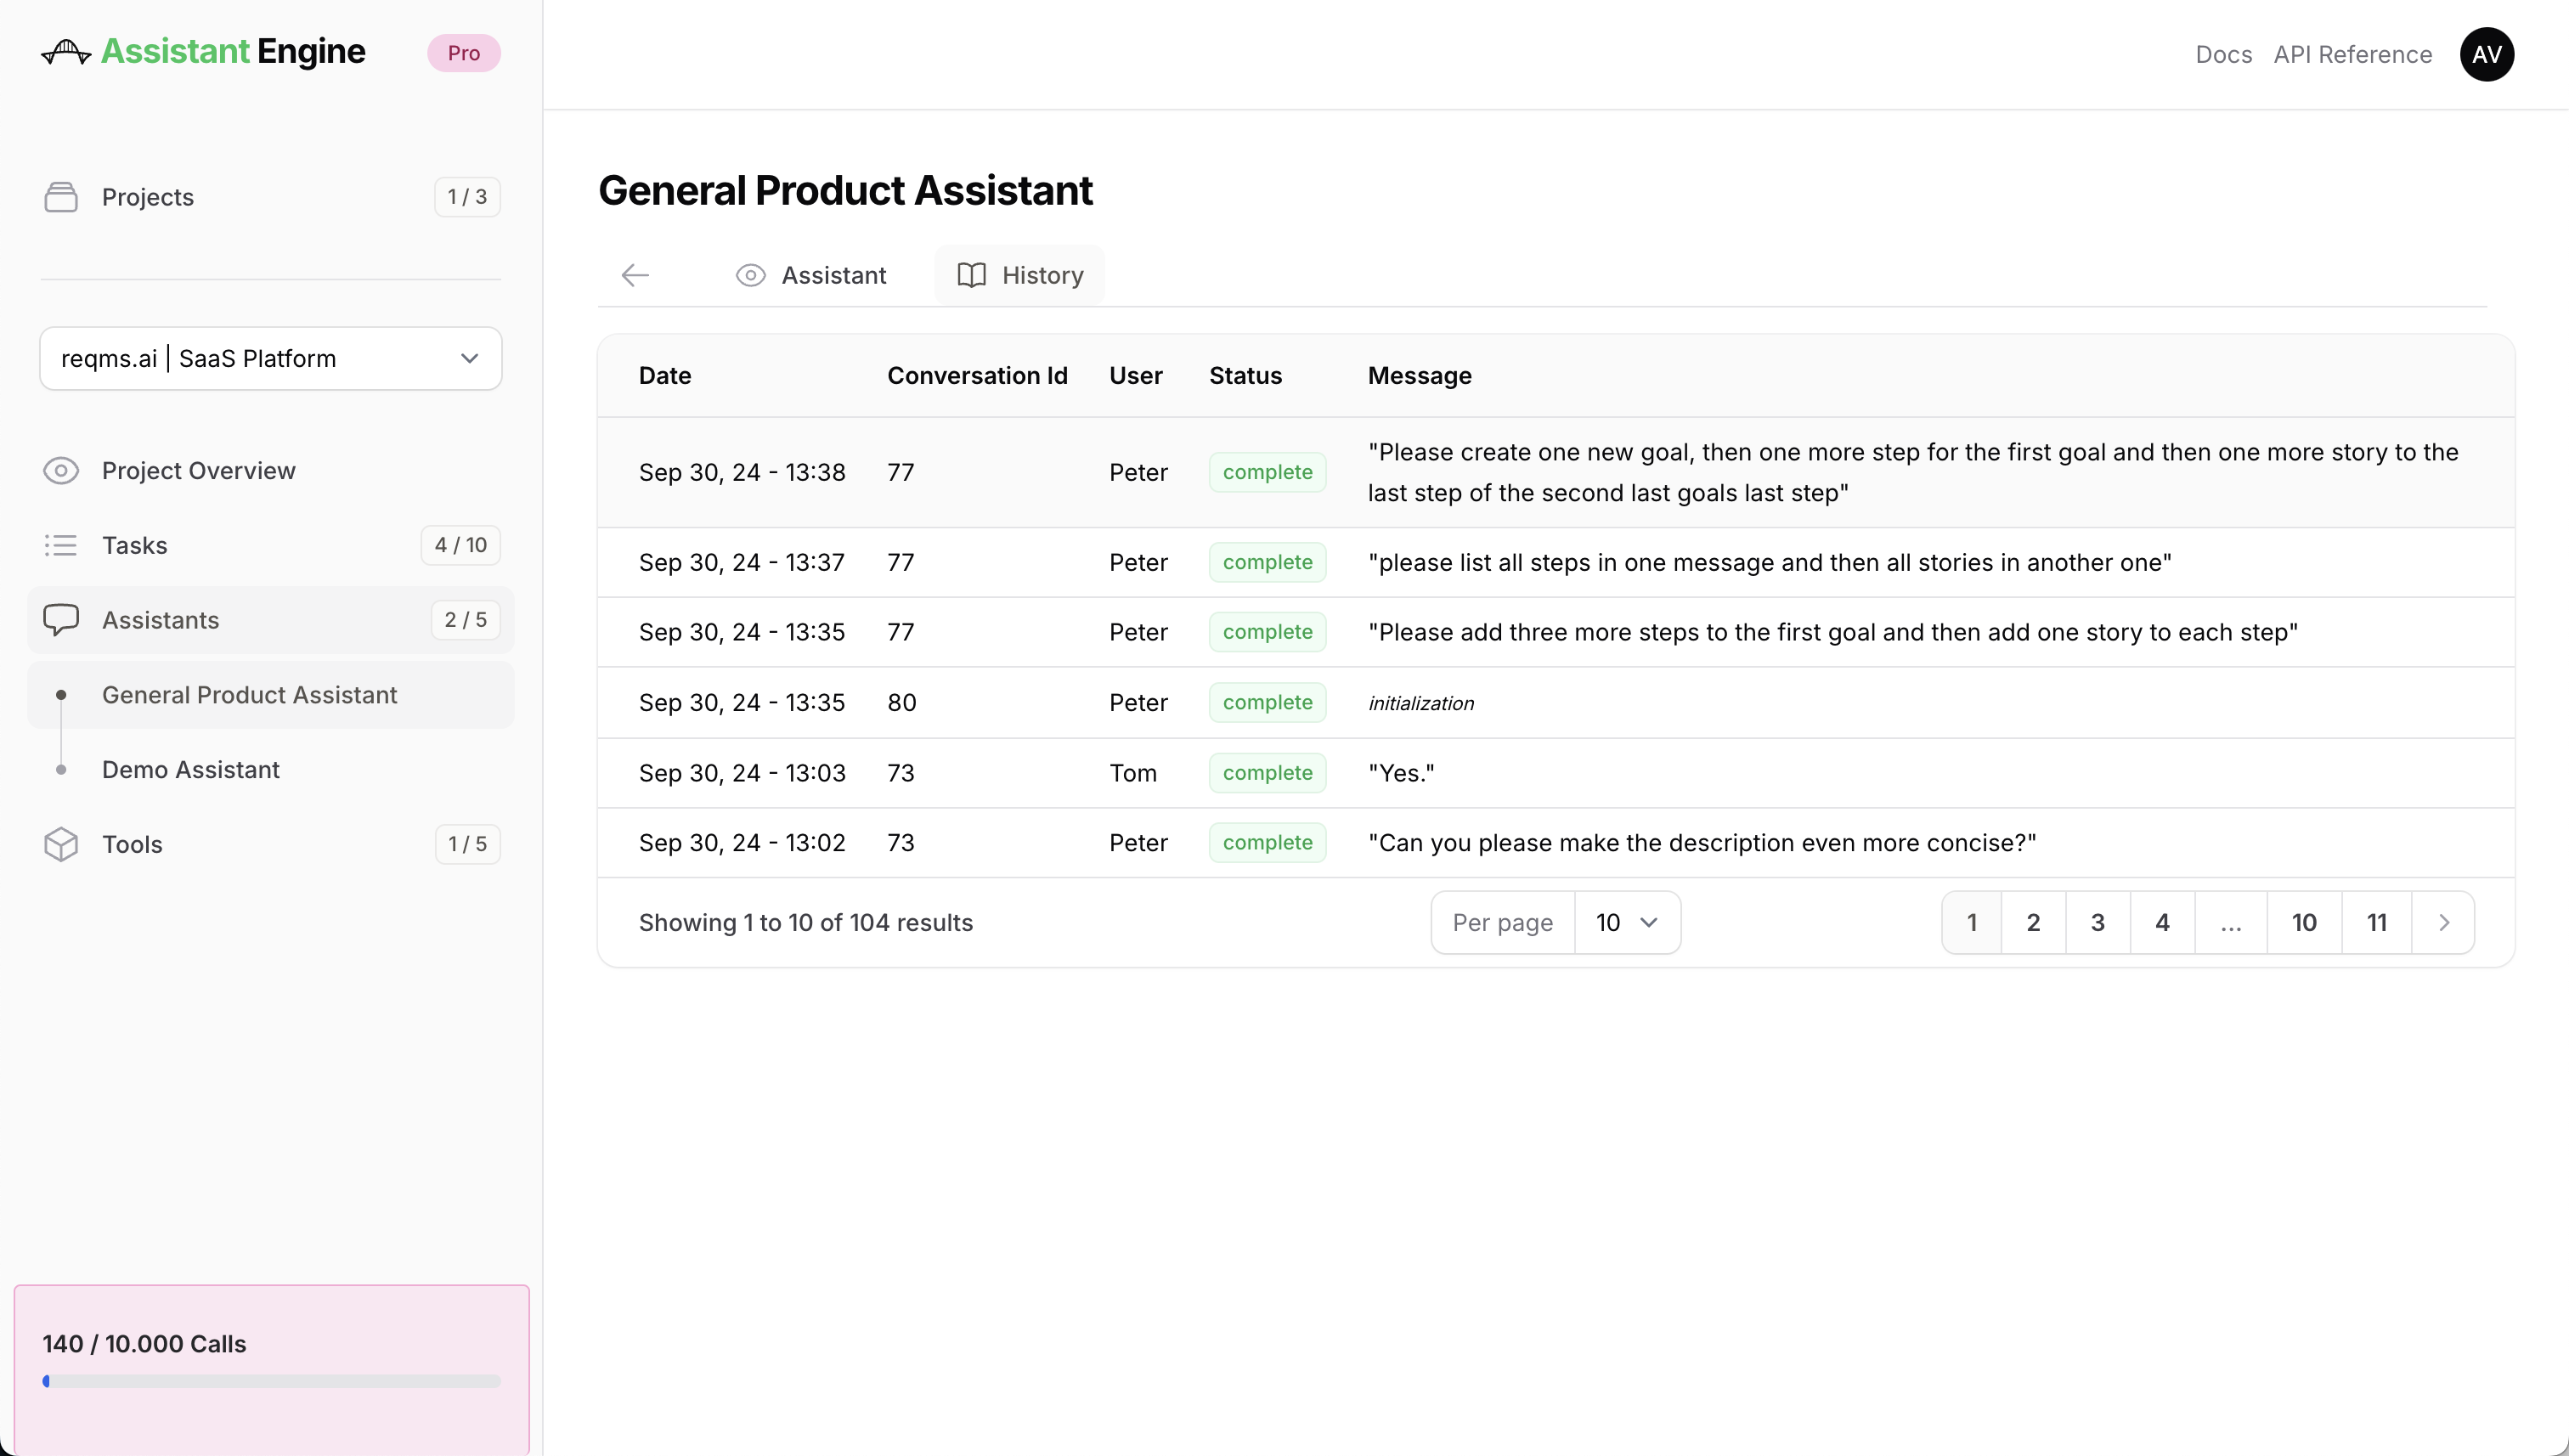 Assistant Engine
Pro
Docs
API Reference
AV
Projects
1 / 3
reqms.ai | SaaS Platform
Project Overview
Tasks
4 / 10
Assistants
2 / 5
General Product Assistant
Demo Assistant
Tools
1 / 5
140 / 10.000 Calls
General Product Assistant
Assistant
History
Date Conversation Id User Status Message
Sep 30, 24 - 13:38 77 Peter complete "Please create one new goal, then one more step for the first goal and then one more story to the
last step of the second last goals last step"
Sep 30, 24 - 13:37 77 Peter complete "please list all steps in one message and then all stories in another one"
Sep 30, 24 - 13:35 77 Peter complete "Please add three more steps to the first goal and then add one story to each step"
Sep 30, 24 - 13:35 80 Peter complete initialization
Sep 30, 24 - 13:03 73 Tom complete "Yes."
Sep 30, 24 - 13:02 73 Peter complete "Can you please make the description even more concise?"
Showing 1 to 10 of 104 results
Per page 10
1 2 3 4 ... 10 11